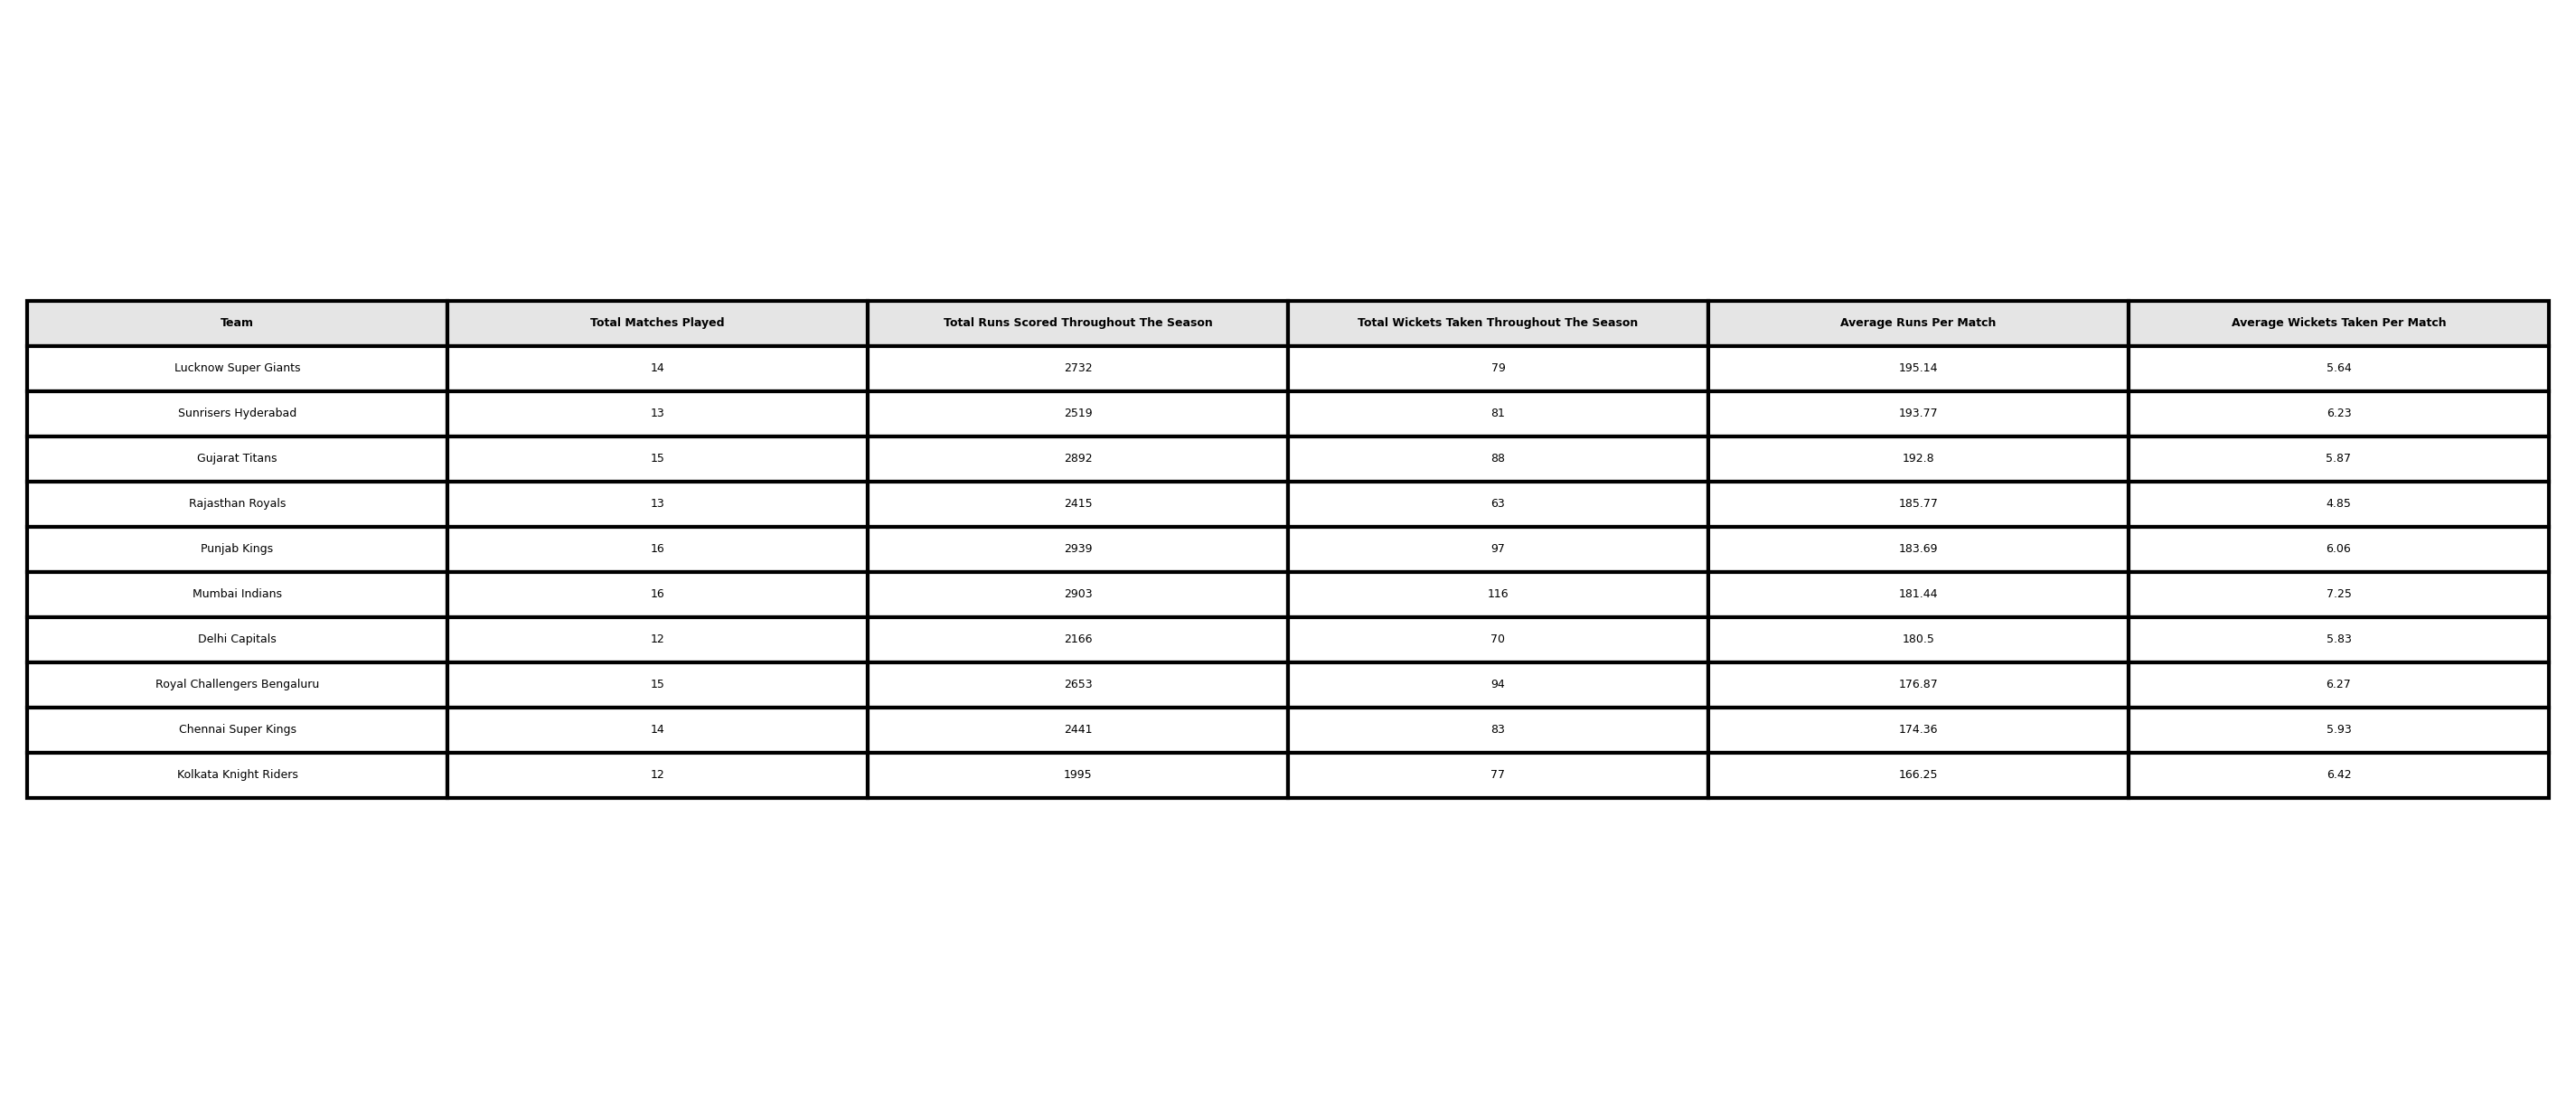 Team Total Matches Played Total Runs Scored Throughout The Season Total Wickets Taken Throughout The Season Average Runs Per Match Average Wickets Taken Per Match
Lucknow Super Giants 14 2732 79 195.14 5.64
Sunrisers Hyderabad 13 2519 81 193.77 6.23
Gujarat Titans 15 2892 88 192.8 5.87
Rajasthan Royals 13 2415 63 185.77 4.85
Punjab Kings 16 2939 97 183.69 6.06
Mumbai Indians 16 2903 116 181.44 7.25
Delhi Capitals 12 2166 70 180.5 5.83
Royal Challengers Bengaluru 15 2653 94 176.87 6.27
Chennai Super Kings 14 2441 83 174.36 5.93
Kolkata Knight Riders 12 1995 77 166.25 6.42